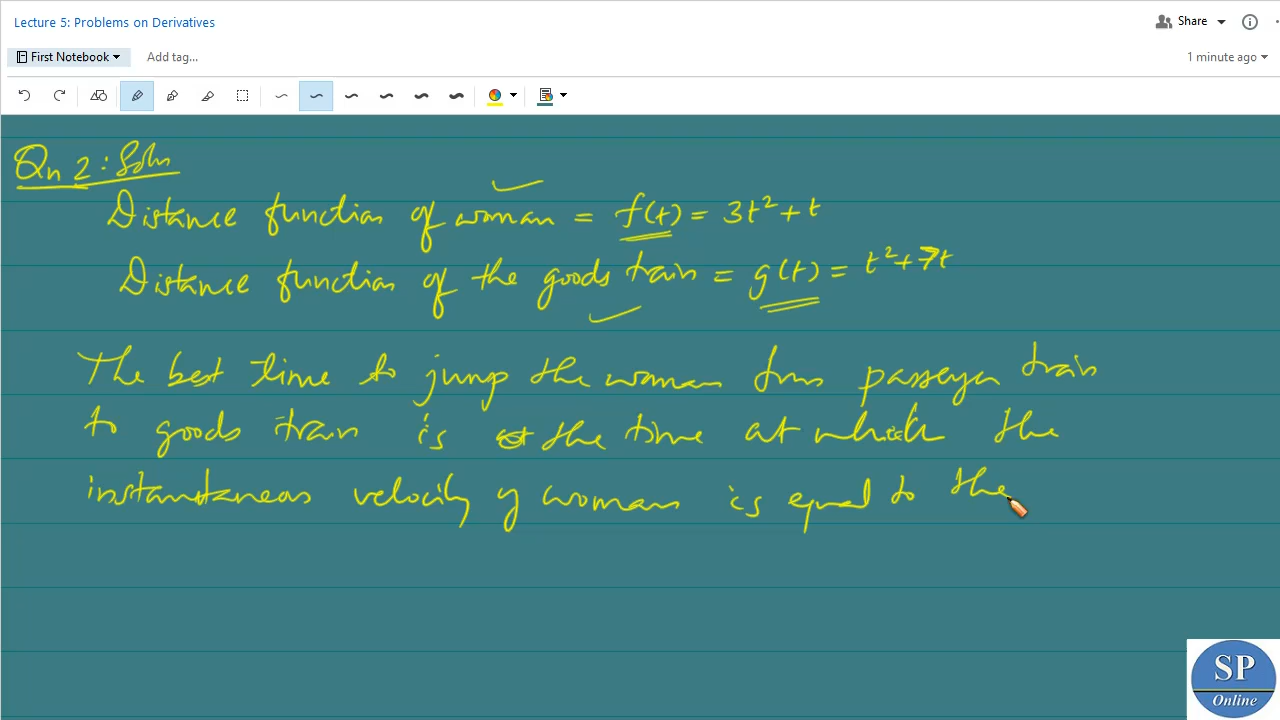 Lecture 5: Problems on Derivatives
Share
First Notebook
Add tag...
1 minute ago
Qn 2: Soln
Distance function of woman = f(t) = 3t² + t
Distance function of the goods train = g(t) = t² + 7t
The best time to jump the woman from passenger train
to goods train is the time at which the
instantaneous velocity of woman is equal to the
SP
Online